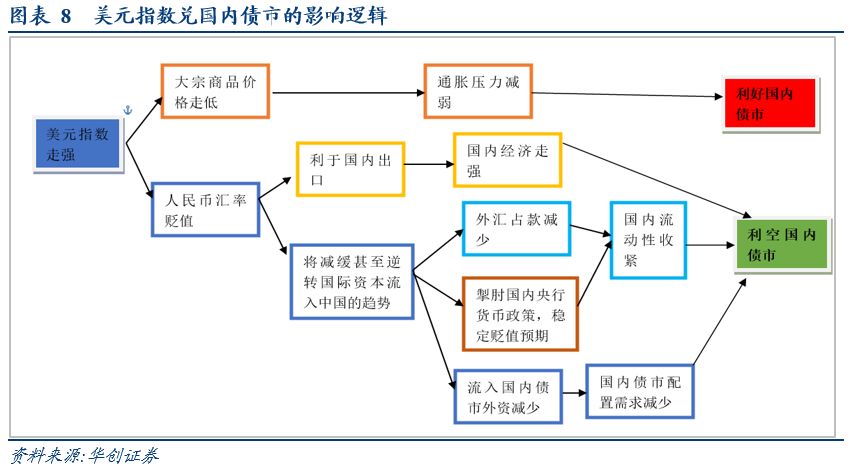 图表 8 美元指数兑国内债市的影响逻辑
大宗商品价
格走低
通胀压力减
弱
利好国内
债市
美元指数
走强
利于国内出
口
国内经济走
强
人民币汇率
贬值
外汇占款减
少
国内流
动性收
紧
利空国内
债市
将减缓甚至逆
转国际资本流
入中国的趋势
掣肘国内央行
货币政策，稳
定贬值预期
流入国内债
市外资减少
国内债市配
置需求减少
资料来源:华创证券